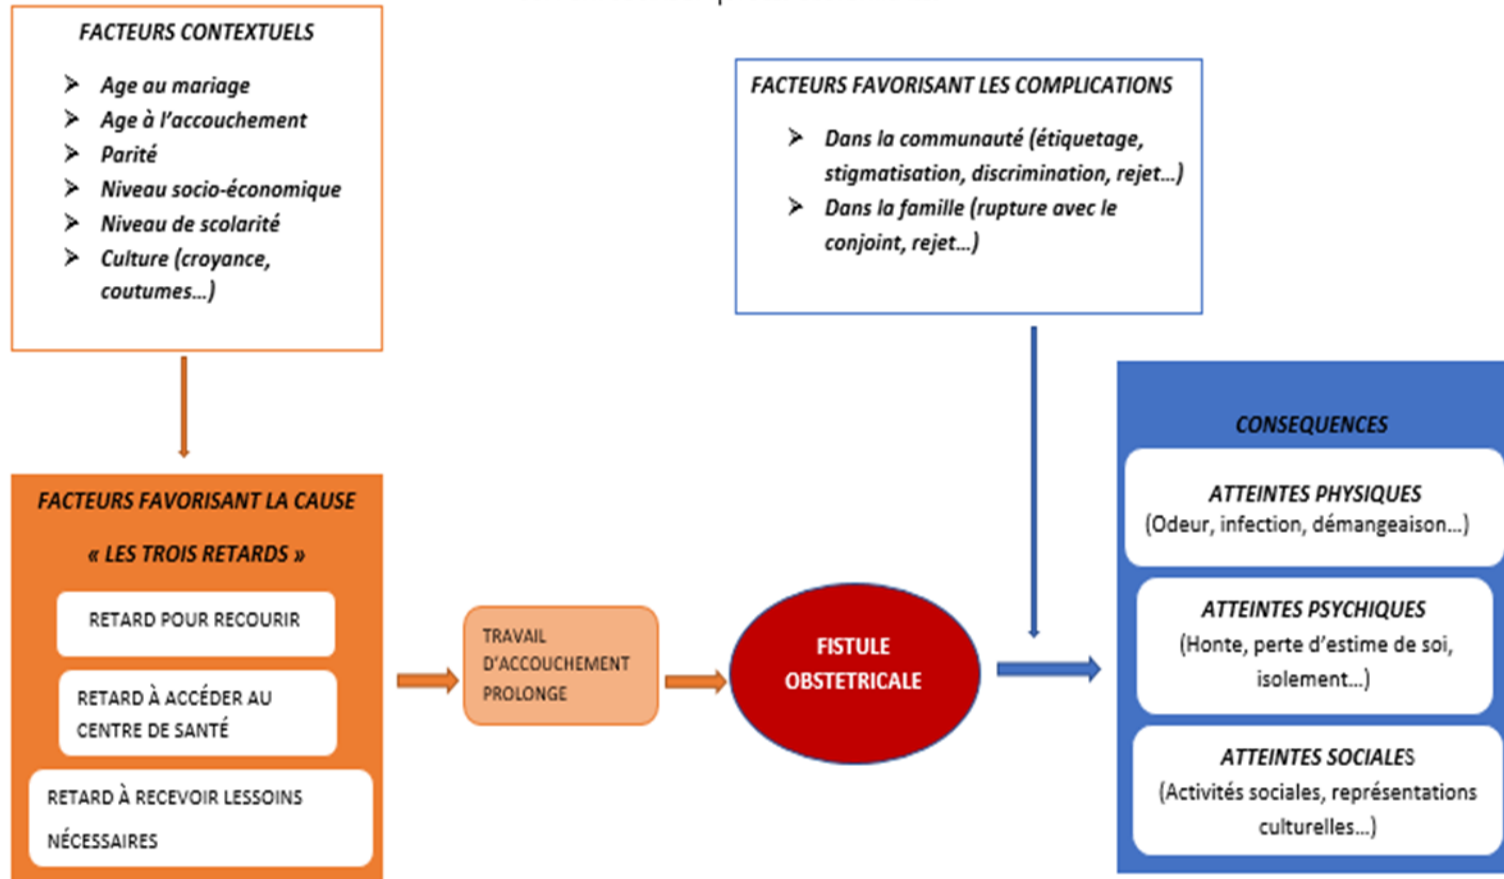 FACTEURS CONTEXTUELS
➢ Age au mariage
➢ Age à l'accouchement
➢ Parité
➢ Niveau socio-économique
➢ Niveau de scolarité
➢ Culture (croyance,
coutumes...)
FACTEURS FAVORISANT LES COMPLICATIONS
➢ Dans la communauté (étiquetage,
stigmatisation, discrimination, rejet...)
➢ Dans la famille (rupture avec le
conjoint, rejet...)
FACTEURS FAVORISANT LA CAUSE
« LES TROIS RETARDS »
RETARD POUR RECOURIR
RETARD À ACCÉDER AU
CENTRE DE SANTÉ
RETARD À RECEVOIR LESSOINS
NÉCESSAIRES
TRAVAIL
D'ACCOUCHEMENT
PROLONGE
FISTULE
OBSTETRICALE
CONSEQUENCES
ATTEINTES PHYSIQUES
(Odeur, infection, démangeaison...)
ATTEINTES PSYCHIQUES
(Honte, perte d'estime de soi,
isolement...)
ATTEINTES SOCIALES
(Activités sociales, représentations
culturelles...)